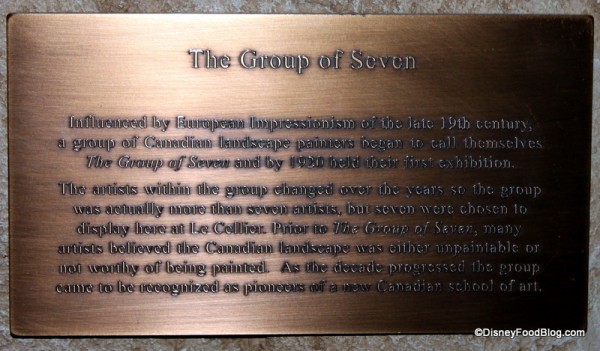 The Group of Seven
Influenced by European Impressionism of the late 19th century,
a group of Canadian landscape painters began to call themselves
The Group of Seven and by 1920 held their first exhibition.
The artists within the group changed over the years so the group
was actually more than seven artists, but seven were chosen to
display here at Le Cellier. Prior to The Group of Seven, many
artists believed the Canadian landscape was either unpaintable or
not worthy of being painted. As the decade progressed the group
came to be recognized as pioneers of a new Canadian school of art.
©DisneyFoodBlog.com